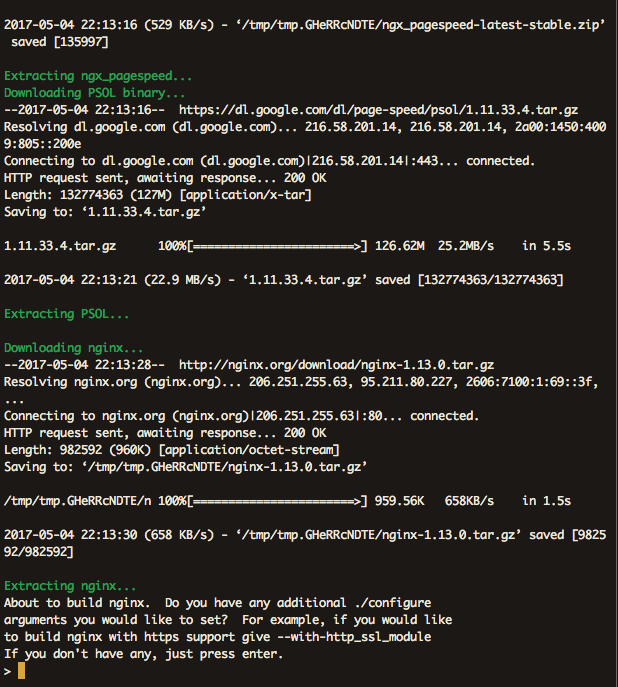 2017-05-04 22:13:16 (529 KB/s) - ‘/tmp/tmp.GHeRRcNDTE/ngx_pagespeed-latest-stable.zip’
 saved [135997]
Extracting ngx_pagespeed...
Downloading PSOL binary...
--2017-05-04 22:13:16--  https://dl.google.com/dl/page-speed/psol/1.11.33.4.tar.gz
Resolving dl.google.com (dl.google.com)... 216.58.201.14, 216.58.201.14, 2a00:1450:400
9:805::200e
Connecting to dl.google.com (dl.google.com)|216.58.201.14|:443... connected.
HTTP request sent, awaiting response... 200 OK
Length: 132774363 (127M) [application/x-tar]
Saving to: ‘1.11.33.4.tar.gz’
1.11.33.4.tar.gz      100%[=======================>] 126.62M  25.2MB/s    in 5.5s
2017-05-04 22:13:21 (22.9 MB/s) - ‘1.11.33.4.tar.gz’ saved [132774363/132774363]
Extracting PSOL...
Downloading nginx...
--2017-05-04 22:13:28--  http://nginx.org/download/nginx-1.13.0.tar.gz
Resolving nginx.org (nginx.org)... 206.251.255.63, 95.211.80.227, 2606:7100:1:69::3f,
...
Connecting to nginx.org (nginx.org)|206.251.255.63|:80... connected.
HTTP request sent, awaiting response... 200 OK
Length: 982592 (960K) [application/octet-stream]
Saving to: ‘/tmp/tmp.GHeRRcNDTE/nginx-1.13.0.tar.gz’
/tmp/tmp.GHeRRcNDTE/n 100%[=======================>] 959.56K   658KB/s    in 1.5s
2017-05-04 22:13:30 (658 KB/s) - ‘/tmp/tmp.GHeRRcNDTE/nginx-1.13.0.tar.gz’ saved [9825
92/982592]
Extracting nginx...
About to build nginx.  Do you have any additional ./configure
arguments you would like to set?  For example, if you would like
to build nginx with https support give --with-http_ssl_module
If you don't have any, just press enter.
>